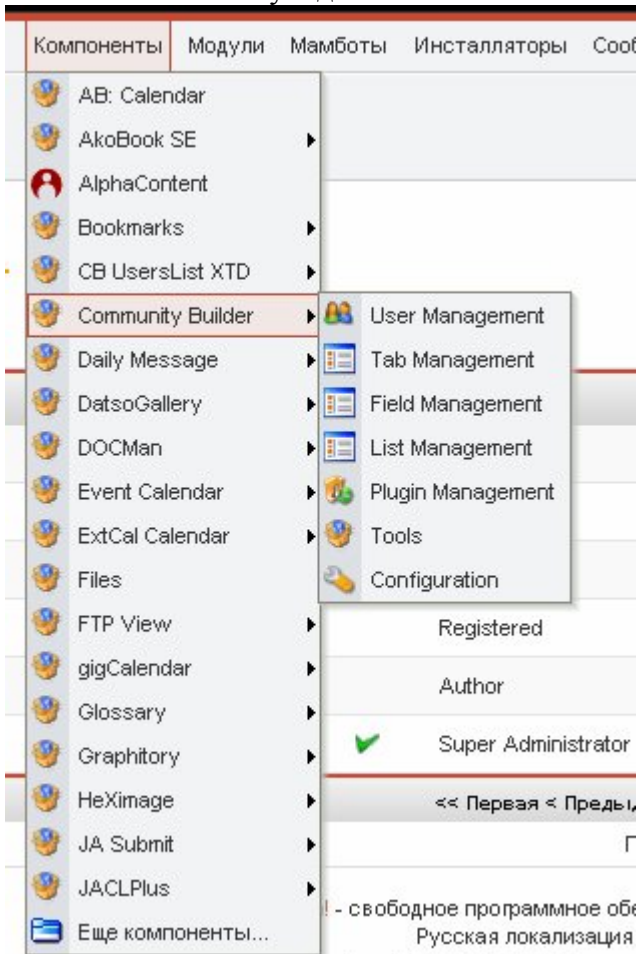 Компоненты Модули Мамботы Инсталляторы
AB: Calendar
AkoBook SE
AlphaContent
Bookmarks
CB UsersList XTD
Community Builder
User Management
Daily Message
Tab Management
DatsoGallery
Field Management
DOCMan
List Management
Event Calendar
Plugin Management
ExtCal Calendar
Tools
Files
Configuration
FTP View
Registered
gigCalendar
Author
Glossary
Graphitory
Super Administrator
HeXimage
<< Первая <
JA Submit
JACLPlus
! - свободное программное
Еще компоненты...
Русская локализация